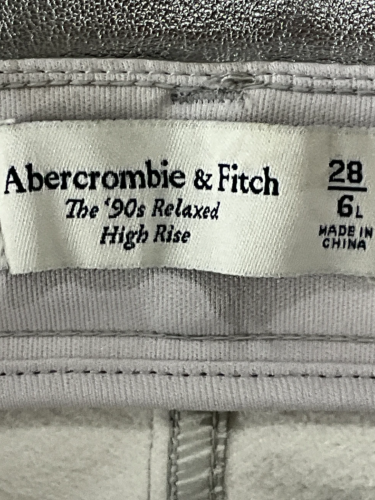 Abercrombie & Fitch
The '90s Relaxed
High Rise
28
6L
MADE IN
CHINA